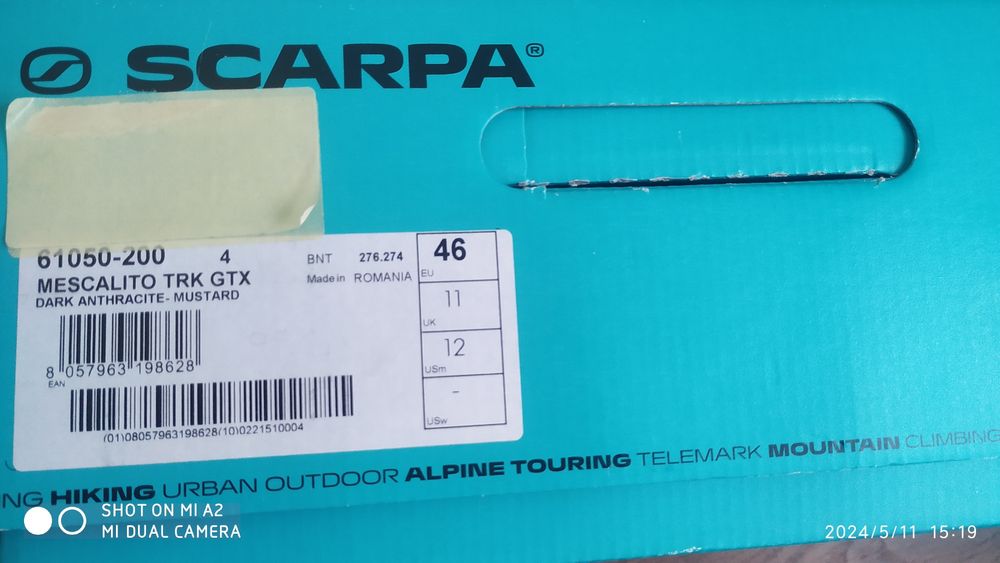 SCARPA®
61050-200 4
MESCALITO TRK GTX
DARK ANTHRACITE- MUSTARD
BNT 276.274
Made in ROMANIA
46
EU
11
UK
12
USm
-
USw
8 057963 198628
EAN
(01)08057963198628(10)0221510004
NG HIKING URBAN OUTDOOR ALPINE TOURING TELEMARK MOUNTAIN CLIMBING
SHOT ON MI A2
MI DUAL CAMERA
2024/5/11 15:19